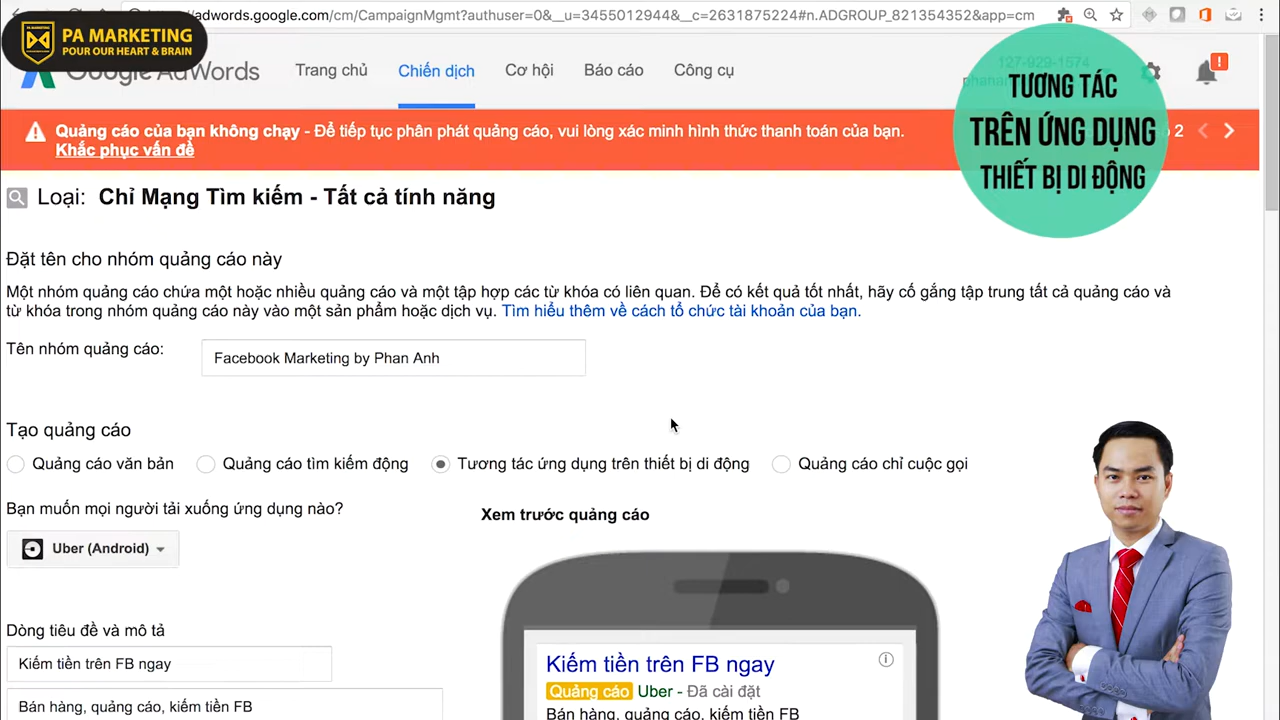 adwords.google.com/cm/CampaignMgmt?authuser=0&__u=3455012944&__c=2631175224#n.ADGROUP_821354352&app=cm
PA MARKETING
POUR OUR HEART & BRAIN
Google AdWords
Trang chủ
Chiến dịch
Cơ hội
Báo cáo
Công cụ
127-929-1574
TƯƠNG TÁC
TRÊN ỨNG DỤNG
THIẾT BỊ DI ĐỘNG
Quảng cáo của bạn không chạy - Để tiếp tục phân phát quảng cáo, vui lòng xác minh hình thức thanh toán của bạn.
2
Khắc phục vấn đề
Loại: Chỉ Mạng Tìm kiếm - Tất cả tính năng
Đặt tên cho nhóm quảng cáo này
Một nhóm quảng cáo chứa một hoặc nhiều quảng cáo và một tập hợp các từ khóa có liên quan. Để có kết quả tốt nhất, hãy cố gắng tập trung tất cả quảng cáo và
từ khóa trong nhóm quảng cáo này vào một sản phẩm hoặc dịch vụ. Tìm hiểu thêm về cách tổ chức tài khoản của bạn.
Tên nhóm quảng cáo:
Facebook Marketing by Phan Anh
Tạo quảng cáo
Quảng cáo văn bản
Quảng cáo tìm kiếm động
Tương tác ứng dụng trên thiết bị di động
Quảng cáo chỉ cuộc gọi
Bạn muốn mọi người tải xuống ứng dụng nào?
Xem trước quảng cáo
Uber (Android)
Dòng tiêu đề và mô tả
Kiếm tiền trên FB ngay
Kiếm tiền trên FB ngay
Quảng cáo Uber - Đã cài đặt
Bán hàng, quảng cáo, kiếm tiền FB
Bán hàng, quảng cáo, kiếm tiền FB